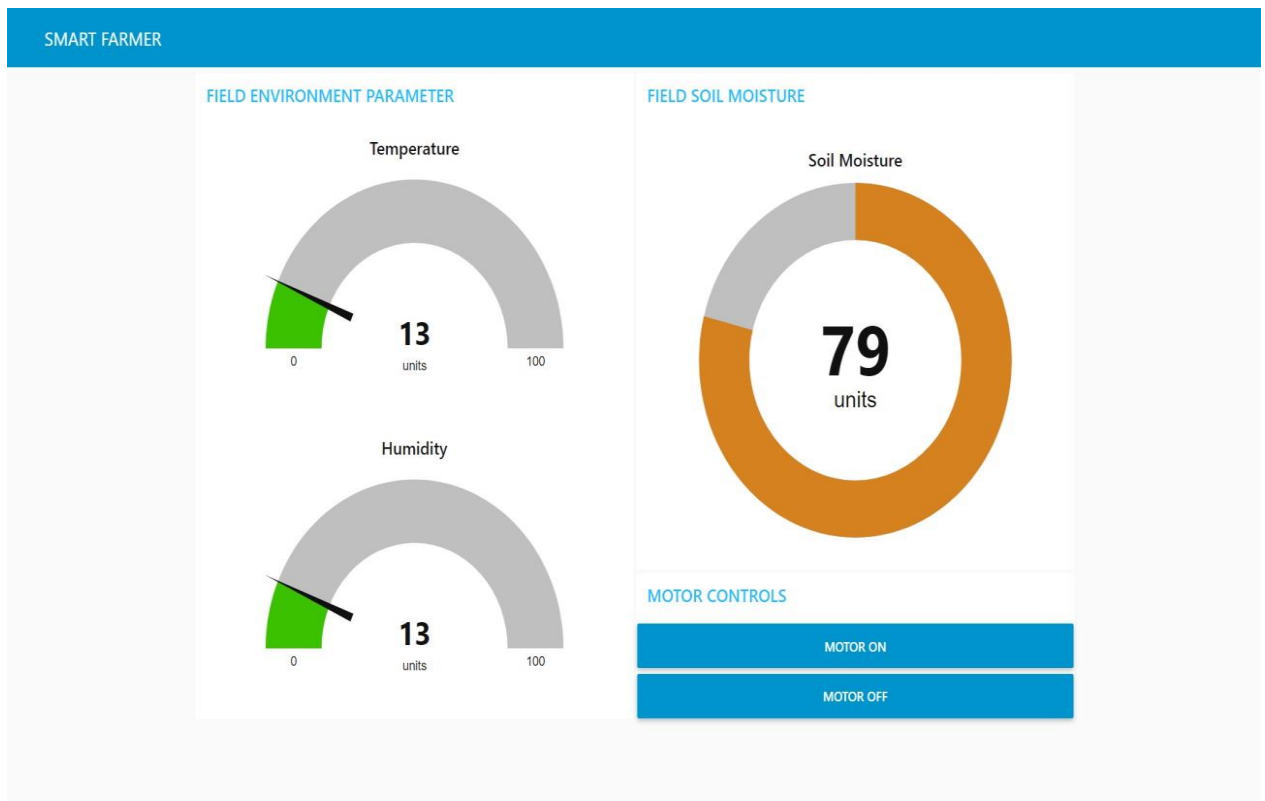 SMART FARMER
FIELD ENVIRONMENT PARAMETER
Temperature
13
units
0
100
Humidity
13
units
0
100
FIELD SOIL MOISTURE
Soil Moisture
79
units
MOTOR CONTROLS
MOTOR ON
MOTOR OFF